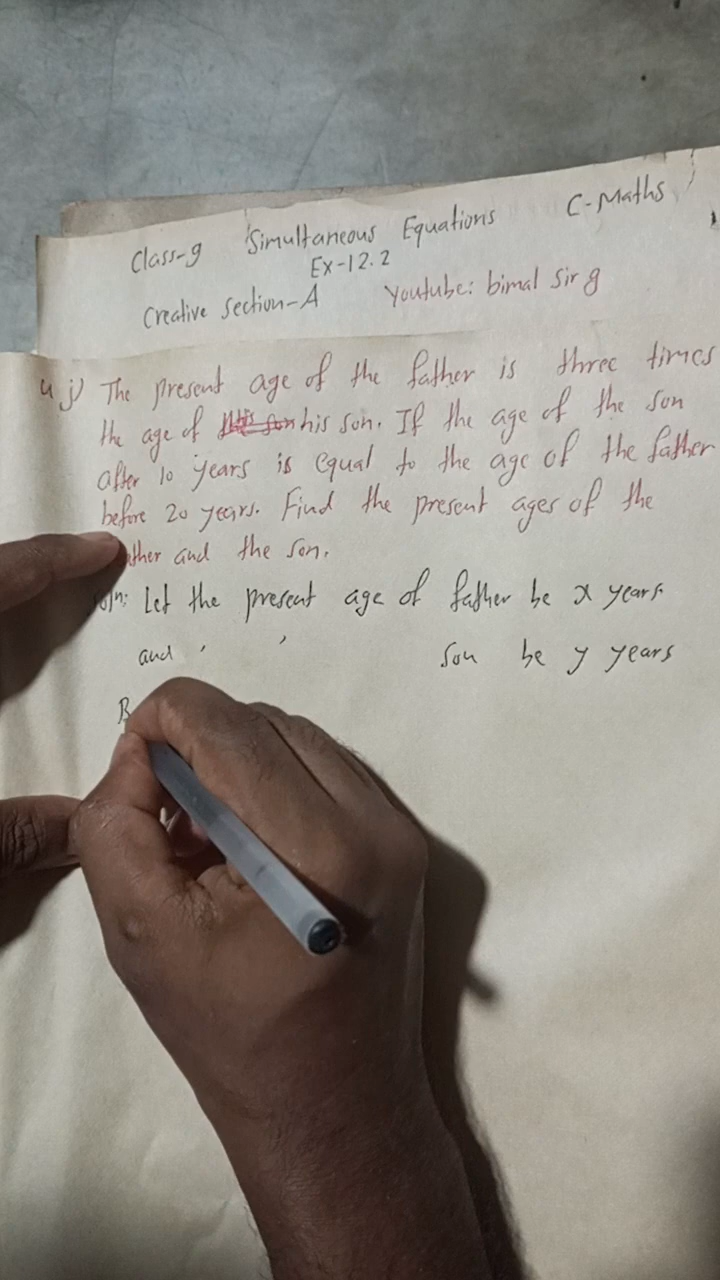 Class-9 Simultaneous Equations C-Maths
Ex-12.2
Creative Section-A Youtube: bimal Sir 9
4 j) The present age of the father is three times
the age of his son. If the age of the son
after 10 years is equal to the age of the father
before 20 years. Find the present ages of the
ather and the son.
Soln: Let the present age of father be x years
and ' ' son be y years
B